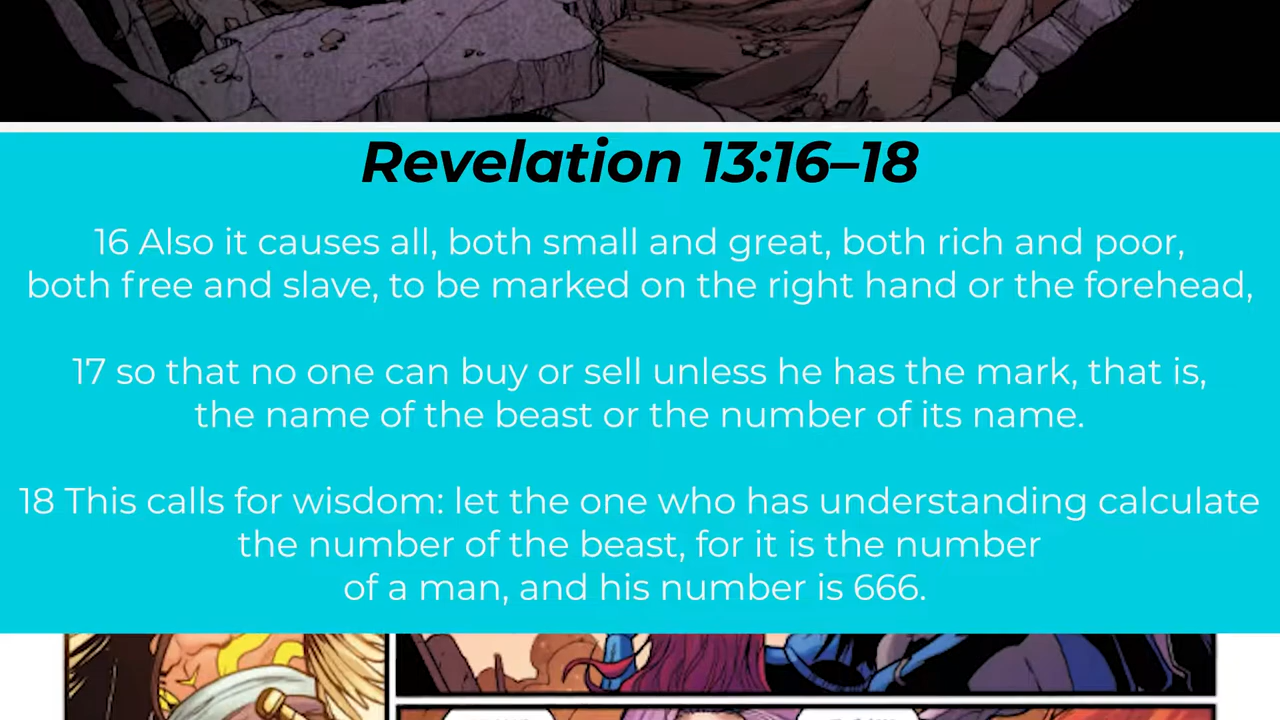 Revelation 13:16–18
16 Also it causes all, both small and great, both rich and poor,
both free and slave, to be marked on the right hand or the forehead,
17 so that no one can buy or sell unless he has the mark, that is,
the name of the beast or the number of its name.
18 This calls for wisdom: let the one who has understanding calculate
the number of the beast, for it is the number
of a man, and his number is 666.